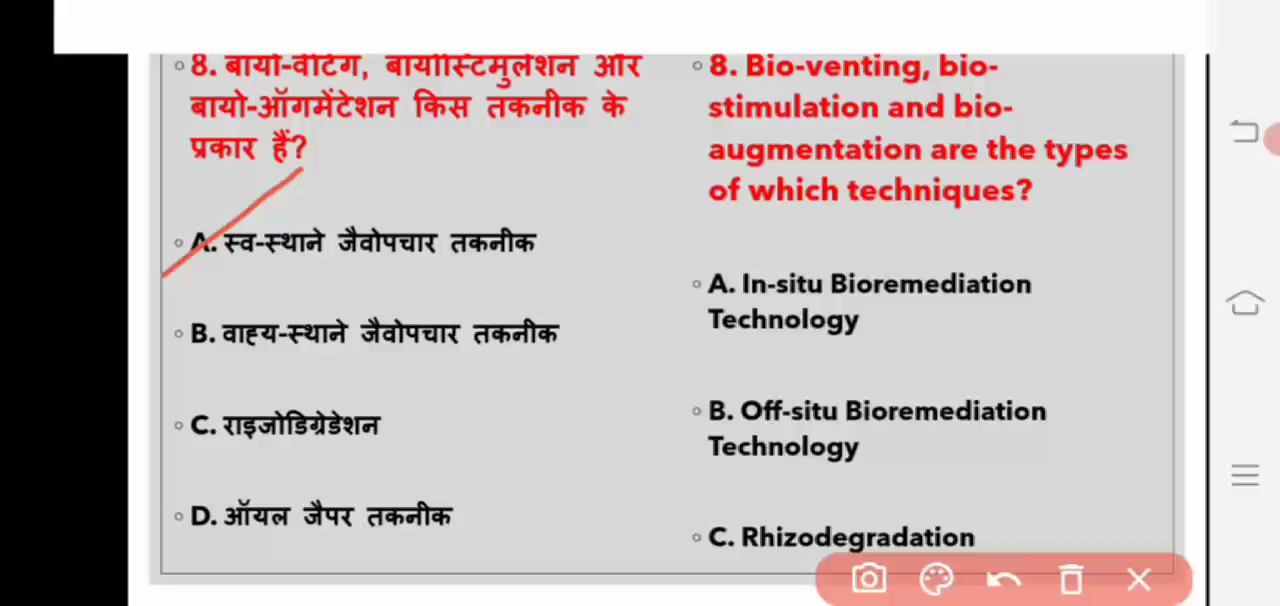 8. बायो-वेंटिंग, बायोस्टिमुलेशन और
बायो-ऑगमेंटेशन किस तकनीक के
प्रकार हैं?
A. स्व-स्थाने जैवोपचार तकनीक
B. वाह्य-स्थाने जैवोपचार तकनीक
C. राइजोडिग्रेडेशन
D. ऑयल जैपर तकनीक
8. Bio-venting, bio-
stimulation and bio-
augmentation are the types
of which techniques?
A. In-situ Bioremediation
Technology
B. Off-situ Bioremediation
Technology
C. Rhizodegradation